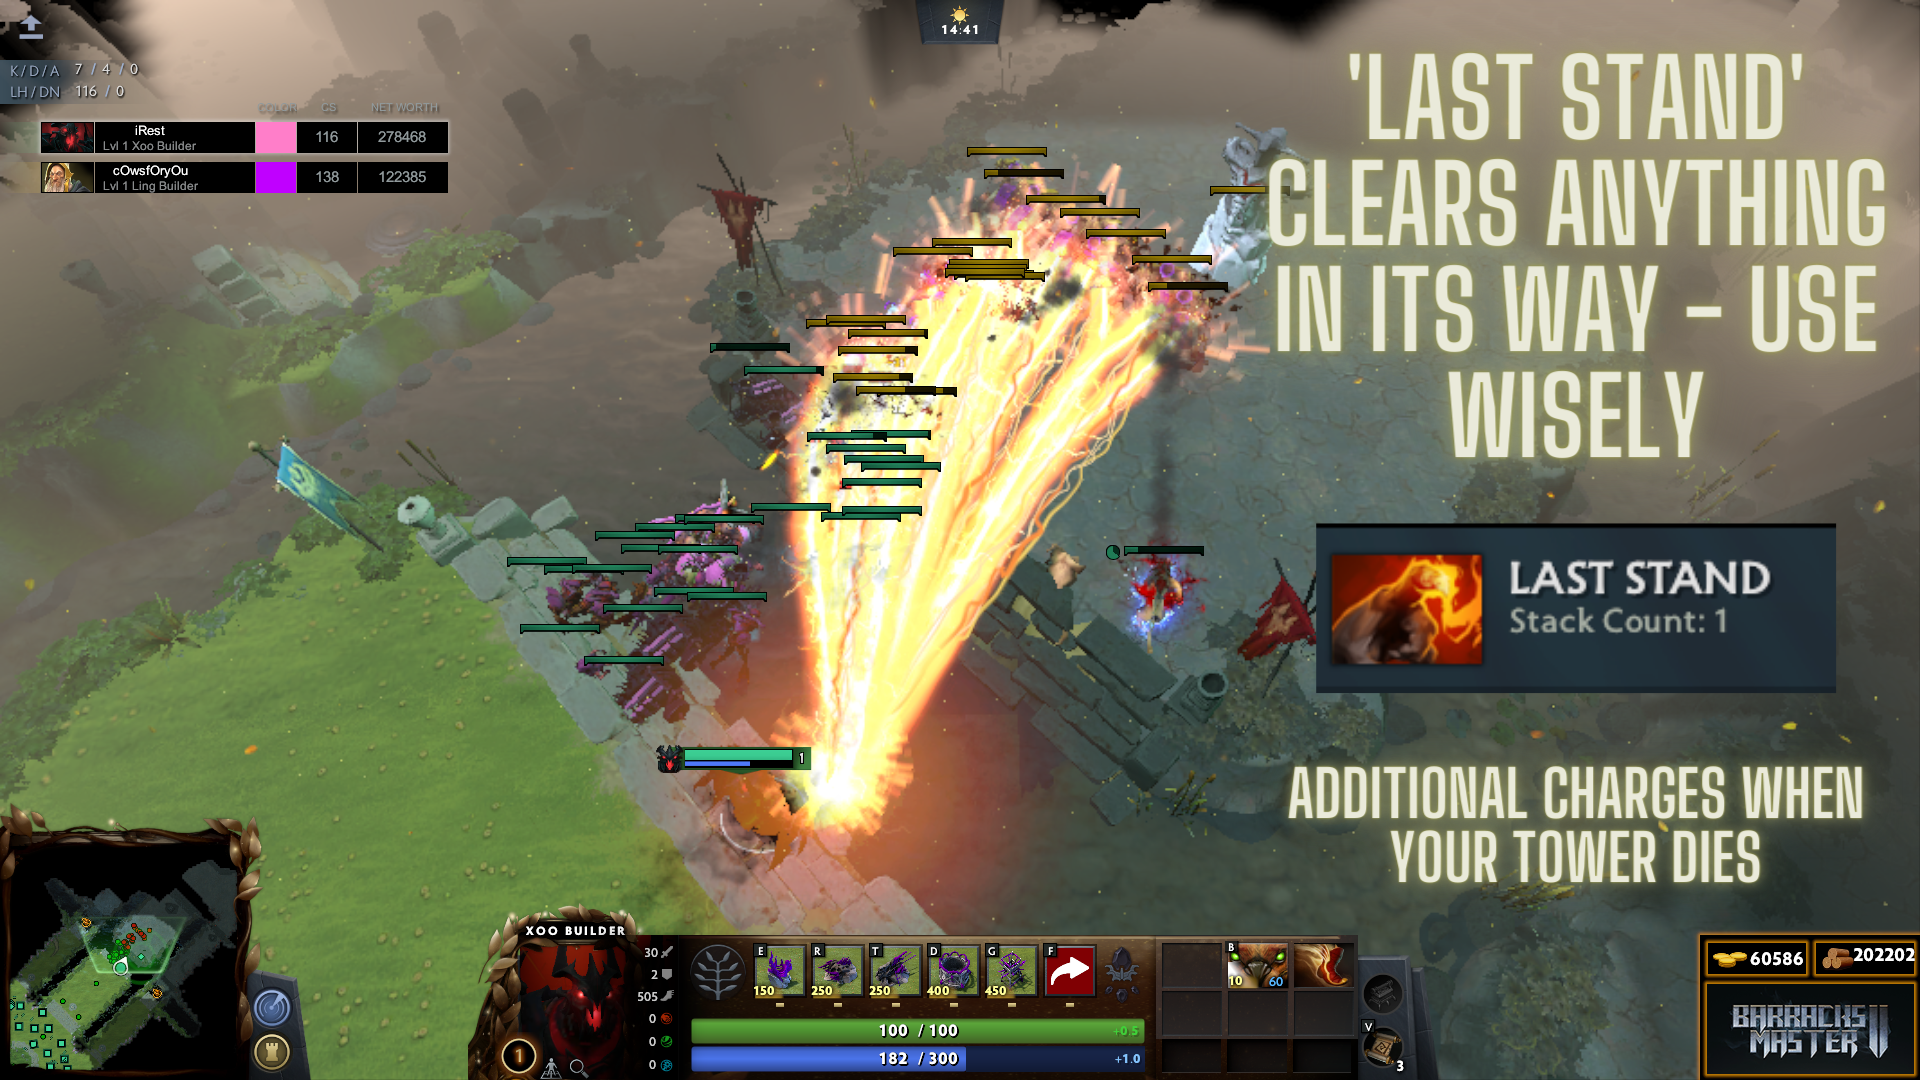 14:41
K/D/A 7 / 4 / 0
LH/DN 116 / 0
COLOR CS NET WORTH
iRest
Lvl 1 Xoo Builder
116 278468
cOwsfOryOu
Lvl 1 Ling Builder
138 122385
'LAST STAND'
CLEARS ANYTHING
IN ITS WAY - USE
WISELY
LAST STAND
Stack Count: 1
ADDITIONAL CHARGES WHEN
YOUR TOWER DIES
1
XOO BUILDER
30
2
505
0
0
0
1
E R T D G F
150 250 250 400 450
100 / 100 +0.5
182 / 300 +1.0
B
10 60
V
3
60586 202202
BARRACKS
MASTER II